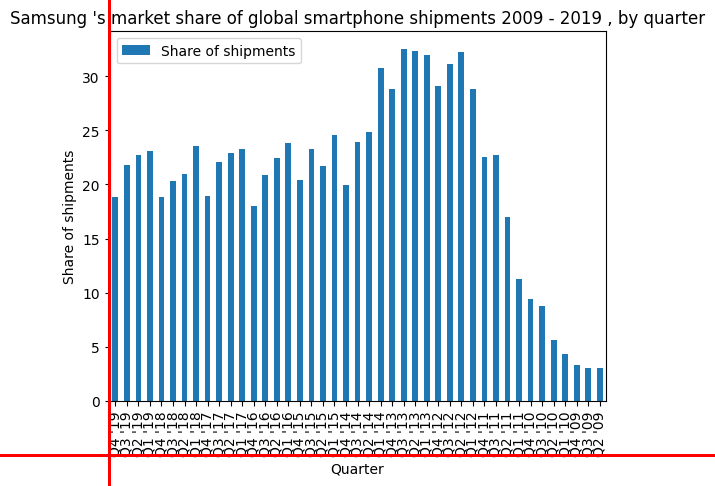 Samsung 's market share of global smartphone shipments 2009 - 2019 , by quarter
Share of shipments
Share of shipments
30
25
20
15
10
5
0
Q4 '19
Q3 '19
Q2 '19
Q1 '19
Q4 '18
Q3 '18
Q2 '18
Q1 '18
Q4 '17
Q3 '17
Q2 '17
Q1 '17
Q4 '16
Q3 '16
Q2 '16
Q1 '16
Q4 '15
Q3 '15
Q2 '15
Q1 '15
Q4 '14
Q3 '14
Q2 '14
Q1 '14
Q4 '13
Q3 '13
Q2 '13
Q1 '13
Q4 '12
Q3 '12
Q2 '12
Q1 '12
Q4 '11
Q3 '11
Q2 '11
Q1 '11
Q4 '10
Q3 '10
Q2 '10
Q1 '10
Q4 '09
Q3 '09
Q2 '09
Quarter